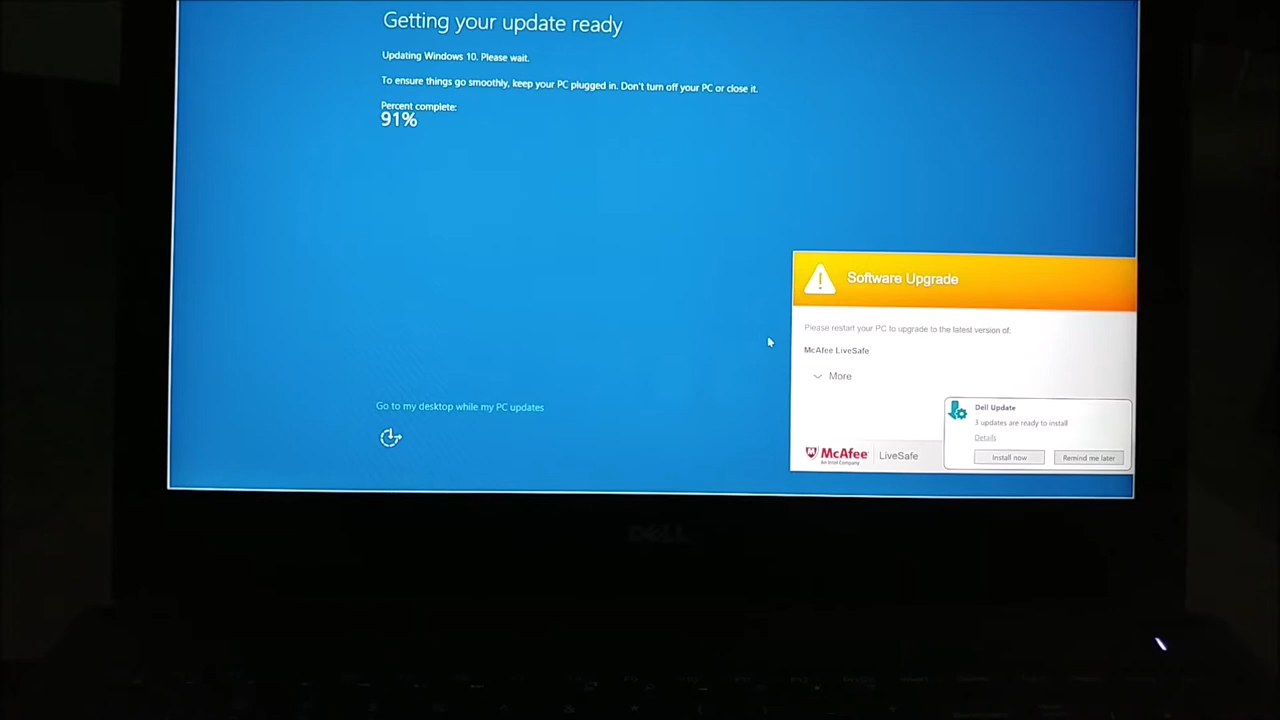 Getting your update ready
Updating Windows 10. Please wait.
To ensure things go smoothly, keep your PC plugged in. Don't turn off your PC or close it.
Percent complete:
91%
Go to my desktop while my PC updates
Software Upgrade
Please restart your PC to upgrade to the latest version of:
McAfee LiveSafe
More
McAfee
An Intel Company
LiveSafe
Dell Update
3 updates are ready to install
Details
Install now
Remind me later
DELL